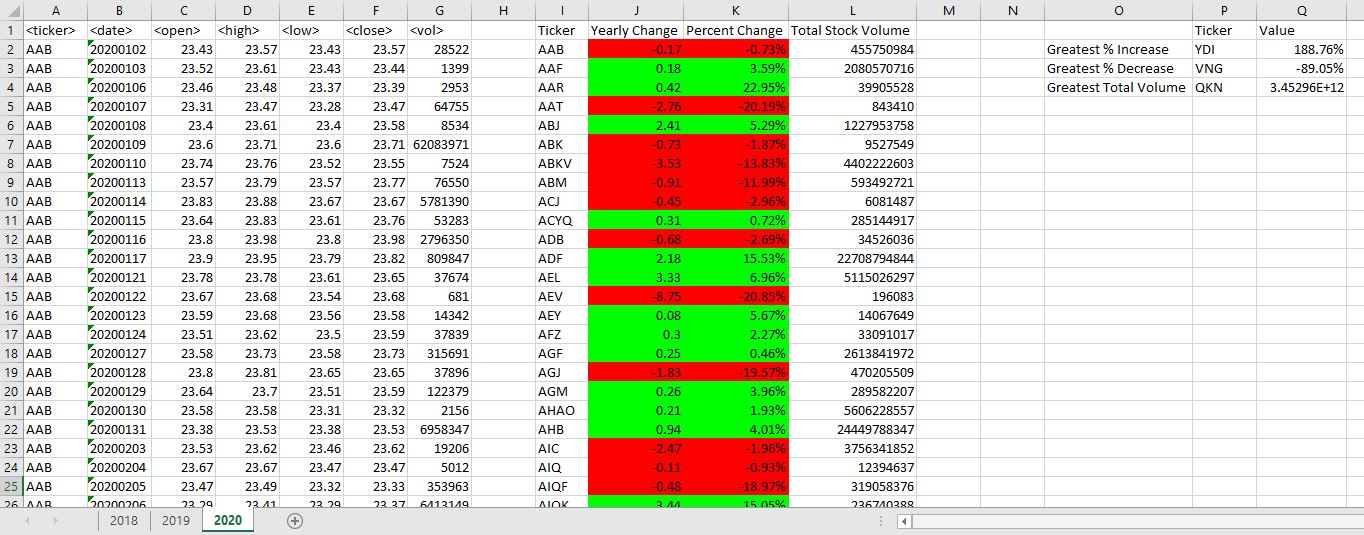 A B C D E F G H I J K L M N O P Q
1 <ticker> <date> <open> <high> <low> <close> <vol> Ticker Yearly Change Percent Change Total Stock Volume Ticker Value
2 AAB 20200102 23.43 23.57 23.43 23.57 28522 AAB -0.17 -0.73% 455750984 Greatest % Increase YDI 188.76%
3 AAB 20200103 23.52 23.61 23.43 23.44 1399 AAF 0.18 3.59% 2080570716 Greatest % Decrease VNG -89.05%
4 AAB 20200106 23.46 23.48 23.37 23.39 2953 AAR 0.42 22.95% 39905528 Greatest Total Volume QKN 3.45296E+12
5 AAB 20200107 23.31 23.47 23.28 23.47 64755 AAT -2.76 -20.19% 843410
6 AAB 20200108 23.4 23.61 23.4 23.58 8534 ABJ 2.41 5.29% 1227953758
7 AAB 20200109 23.6 23.71 23.6 23.71 62083971 ABK -0.73 -1.87% 9527549
8 AAB 20200110 23.74 23.76 23.52 23.55 7524 ABKV -3.53 -13.83% 4402222603
9 AAB 20200113 23.57 23.79 23.57 23.77 76550 ABM -0.91 -11.99% 593492721
10 AAB 20200114 23.83 23.88 23.67 23.67 5781390 ACJ -0.45 -2.96% 6081487
11 AAB 20200115 23.64 23.83 23.61 23.76 53283 ACYQ 0.31 0.72% 285144917
12 AAB 20200116 23.8 23.98 23.8 23.98 2796350 ADB -0.68 -2.69% 34526036
13 AAB 20200117 23.9 23.95 23.79 23.82 809847 ADF 2.18 15.53% 22708794844
14 AAB 20200121 23.78 23.78 23.61 23.65 37674 AEL 3.33 6.96% 5115026297
15 AAB 20200122 23.67 23.68 23.54 23.68 681 AEV -8.75 -20.85% 196083
16 AAB 20200123 23.59 23.68 23.56 23.58 14342 AEY 0.08 5.67% 14067649
17 AAB 20200124 23.51 23.62 23.5 23.59 37839 AFZ 0.3 2.27% 33091017
18 AAB 20200127 23.58 23.73 23.58 23.73 315691 AGF 0.25 0.46% 2613841972
19 AAB 20200128 23.8 23.81 23.65 23.65 37896 AGJ -1.83 -19.57% 470205509
20 AAB 20200129 23.64 23.7 23.51 23.59 122379 AGM 0.26 3.96% 289582207
21 AAB 20200130 23.58 23.58 23.31 23.32 2156 AHAO 0.21 1.93% 5606228557
22 AAB 20200131 23.38 23.53 23.38 23.53 6958347 AHB 0.94 4.01% 24449788347
23 AAB 20200203 23.53 23.62 23.46 23.62 19206 AIC -2.47 -1.96% 3756341852
24 AAB 20200204 23.67 23.67 23.47 23.47 5012 AIQ -0.11 -0.93% 12394637
25 AAB 20200205 23.47 23.49 23.32 23.33 353963 AIQF -0.48 -18.97% 319058376
26 AAB 20200206 23.29 23.41 23.29 23.37 6413149 AIOK 3.44 15.05% 236740388
2018 2019 2020